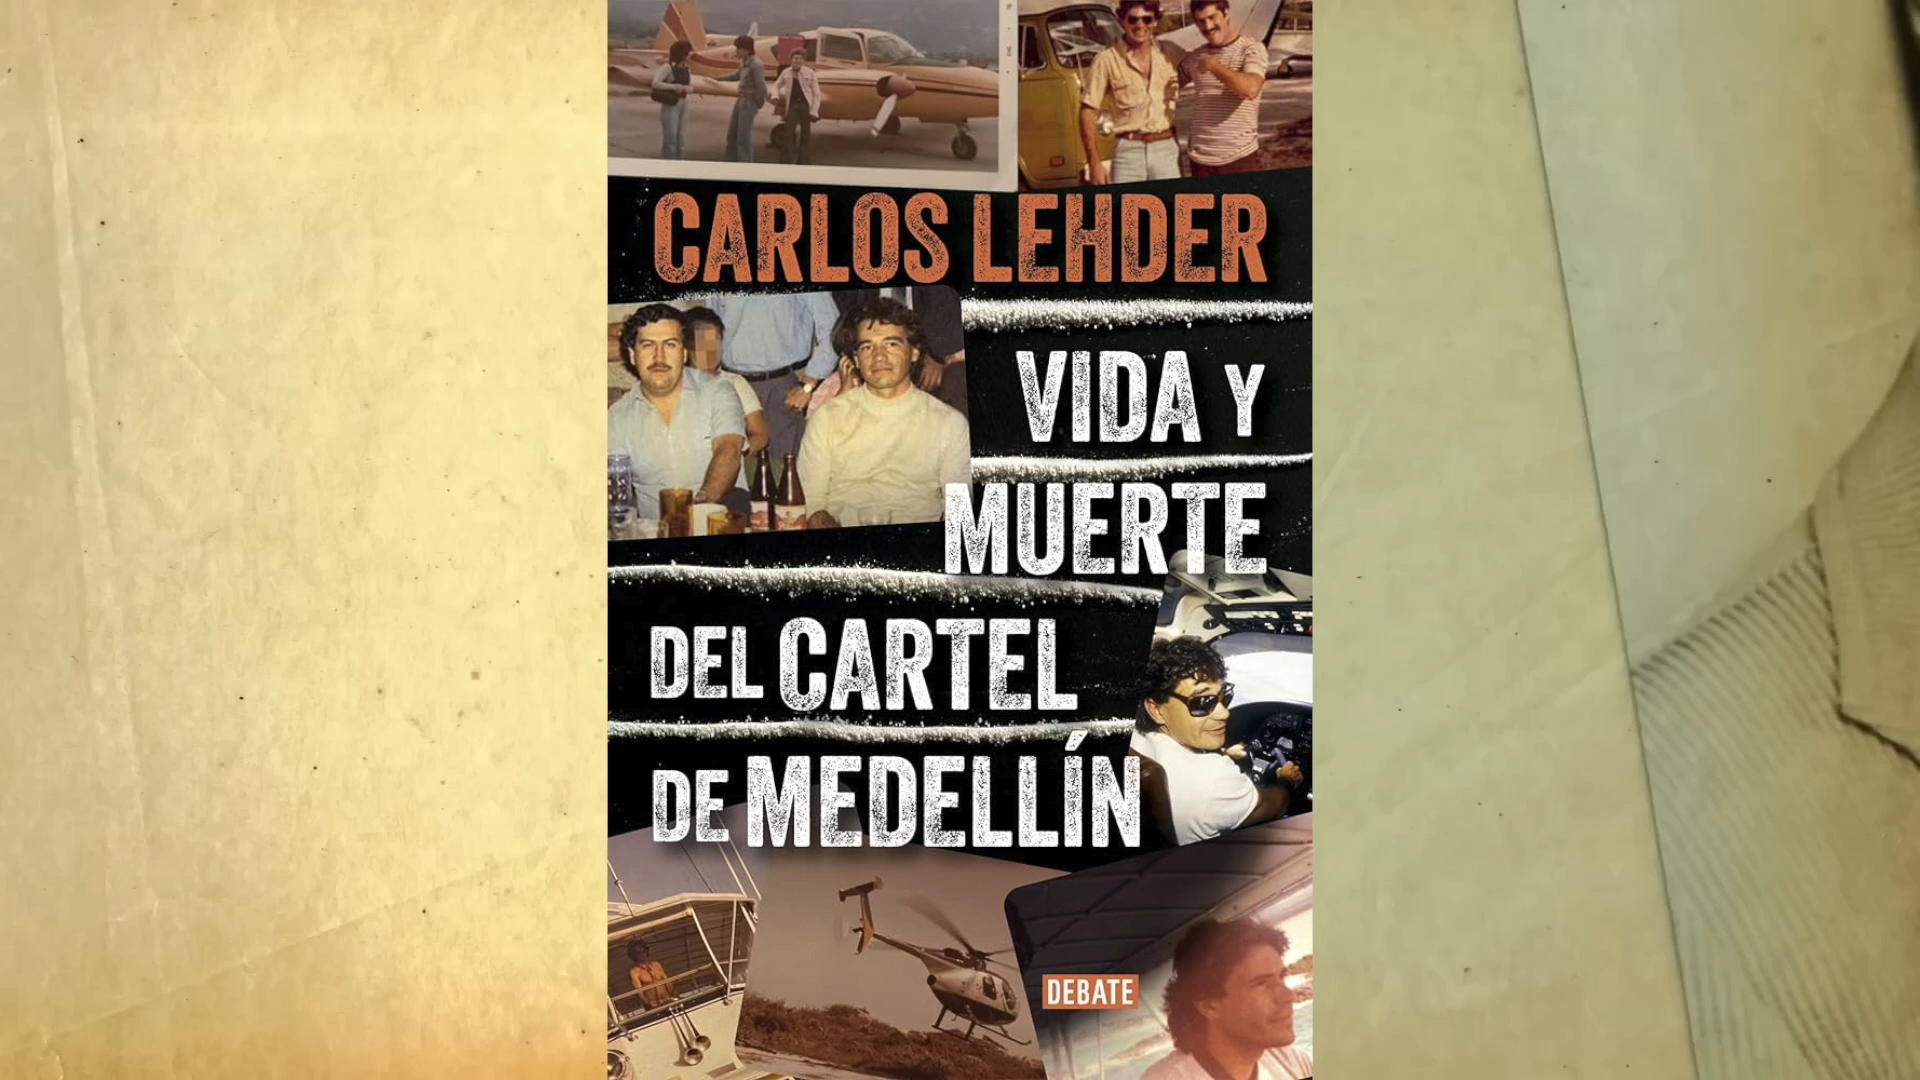 CARLOS LEHDER
VIDA Y
MUERTE
DEL CARTEL
DE MEDELLÍN
DEBATE